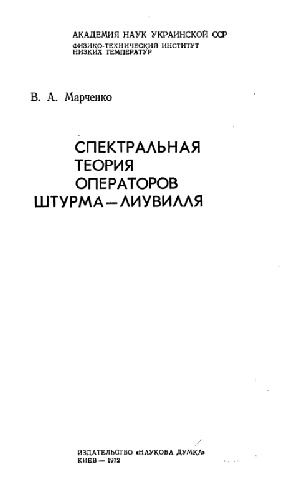 АКАДЕМИЯ НАУК УКРАИНСКОЙ ССР
ФИЗИКО-ТЕХНИЧЕСКИЙ ИНСТИТУТ
НИЗКИХ ТЕМПЕРАТУР
В. А. Марченко
СПЕКТРАЛЬНАЯ
ТЕОРИЯ
ОПЕРАТОРОВ
ШТУРМА—ЛИУВИЛЛЯ
ИЗДАТЕЛЬСТВО «НАУКОВА ДУМКА»
КИЕВ — 1972